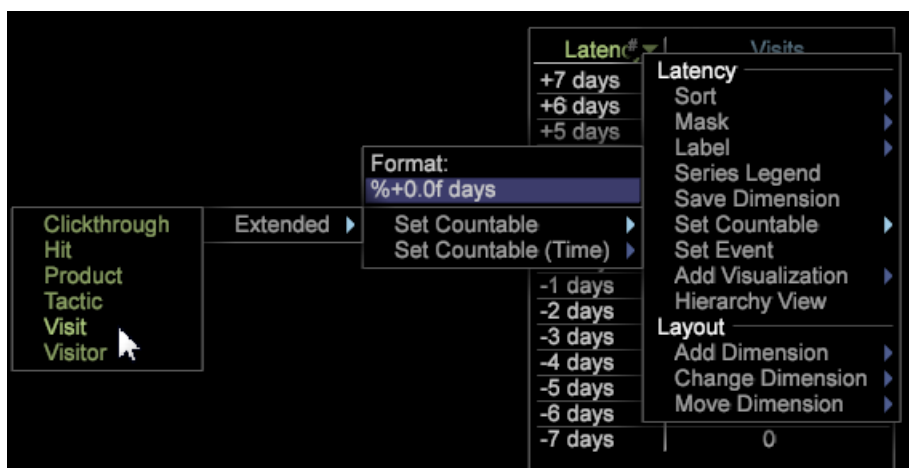 Latenc # Visits
+7 days
+6 days
+5 days
-1 days
-2 days
-3 days
-4 days
-5 days
-6 days
-7 days 0
Latency
Sort
Mask
Label
Series Legend
Save Dimension
Set Countable
Set Event
Add Visualization
Hierarchy View
Layout
Add Dimension
Change Dimension
Move Dimension
Format:
%+0.0f days
Set Countable
Set Countable (Time)
Extended
Clickthrough
Hit
Product
Tactic
Visit
Visitor